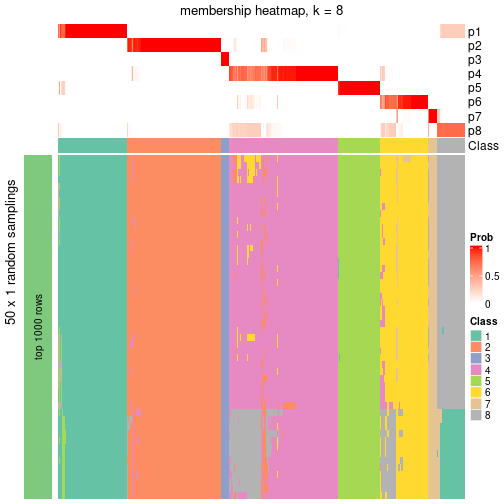 membership heatmap, k = 8
p1
p2
p3
p4
p5
p6
p7
p8
Class
50 x 1 random samplings
top 1000 rows
Prob
1
0.5
0
Class
1
2
3
4
5
6
7
8